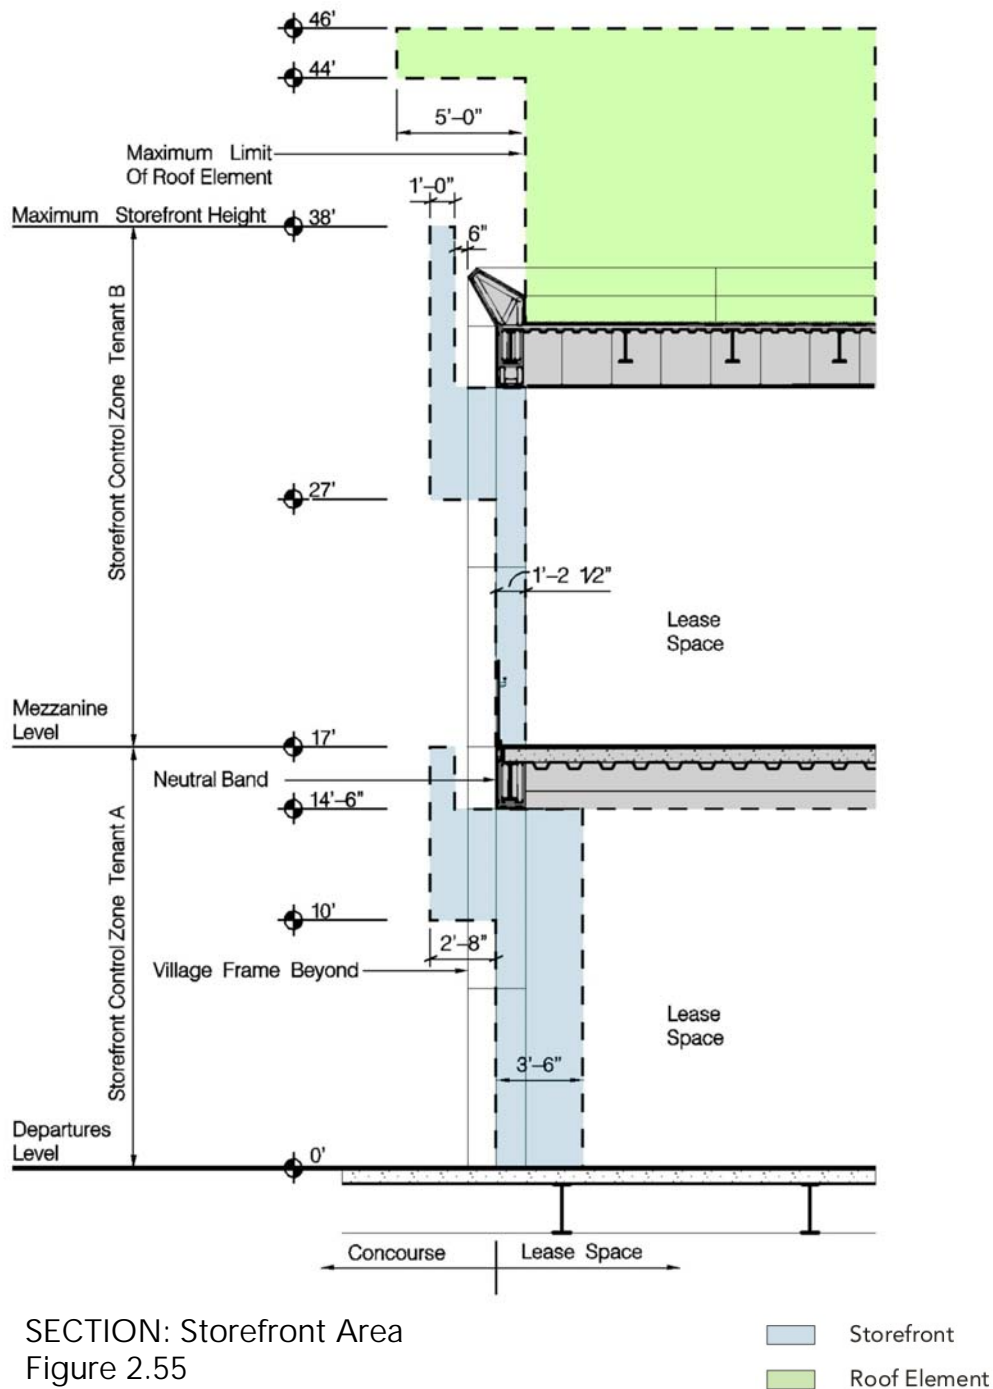 46'
44'
5'–0"
Maximum Limit
Of Roof Element
1'–0"
Maximum Storefront Height
38'
6"
Storefront Control Zone Tenant B
27'
1'–2 1/2"
Lease
Space
Mezzanine
Level
17'
Neutral Band
14'–6"
Storefront Control Zone Tenant A
10'
2'–8"
Village Frame Beyond
Lease
Space
3'–6"
Departures
Level
0'
Concourse
Lease Space
SECTION: Storefront Area
Figure 2.55
Storefront
Roof Element